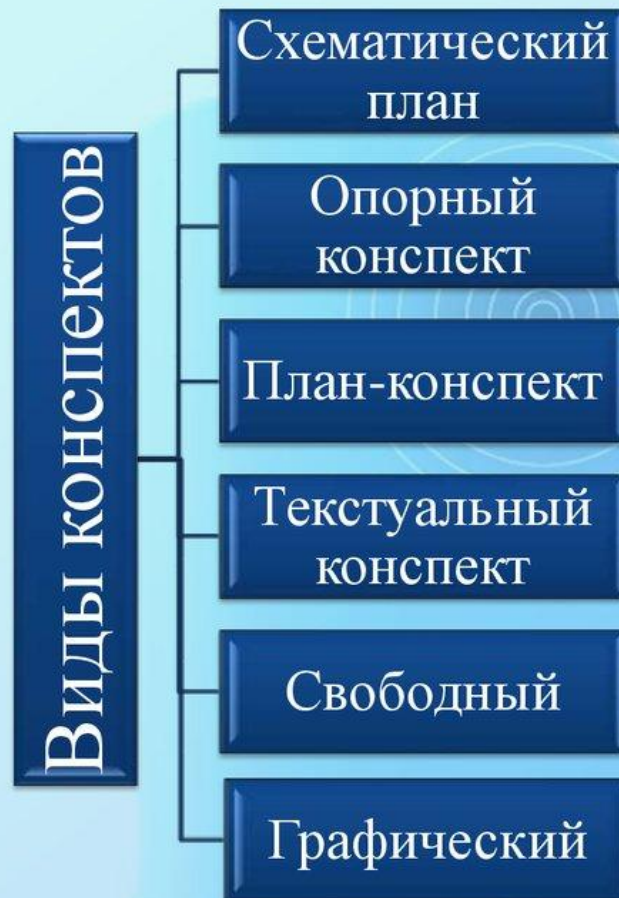 Виды конспектов
Схематический
план
Опорный
конспект
План-конспект
Текстуальный
конспект
Свободный
Графический